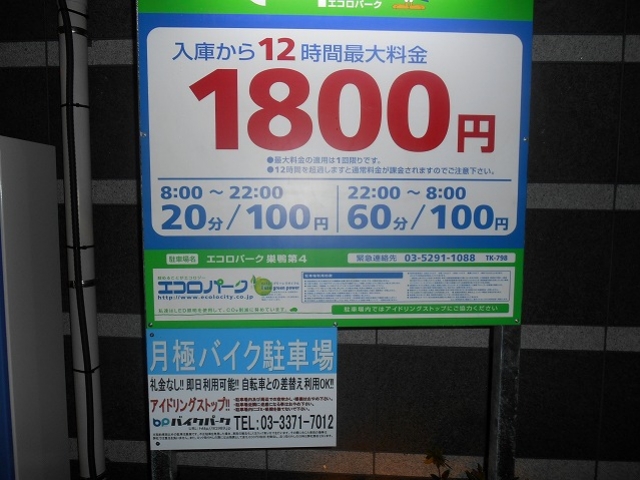 エコロパーク
入庫から12時間最大料金
1800円
●最大料金の適用は1回限りです。
●12時間を超過しますと通常料金が課金されますのでご注意下さい。
8:00 ～ 22:00
20分/100円
22:00 ～ 8:00
60分/100円
駐車場名 エコロパーク 巣鴨第4
緊急連絡先 03-5291-1088 TK-798
エコロパーク
http://www.ecolocity.co.jp
green power
駐車場内ではアイドリングストップにご協力ください
月極バイク駐車場
礼金なし!! 即日利用可能!! 自転車との差替え利用OK!!
アイドリングストップ!!
bp バイクパーク
TEL:03-3371-7012